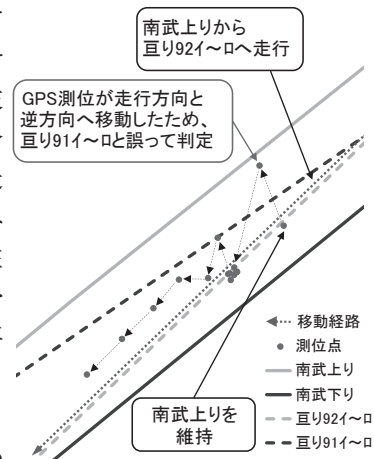 南武上りから
亘り92イ～ロへ走行
GPS測位が走行方向と
逆方向へ移動したため、
亘り91イ～ロと誤って判定
移動経路
測位点
南武上り
南武下り
亘り92イ～ロ
亘り91イ～ロ
南武上りを
維持